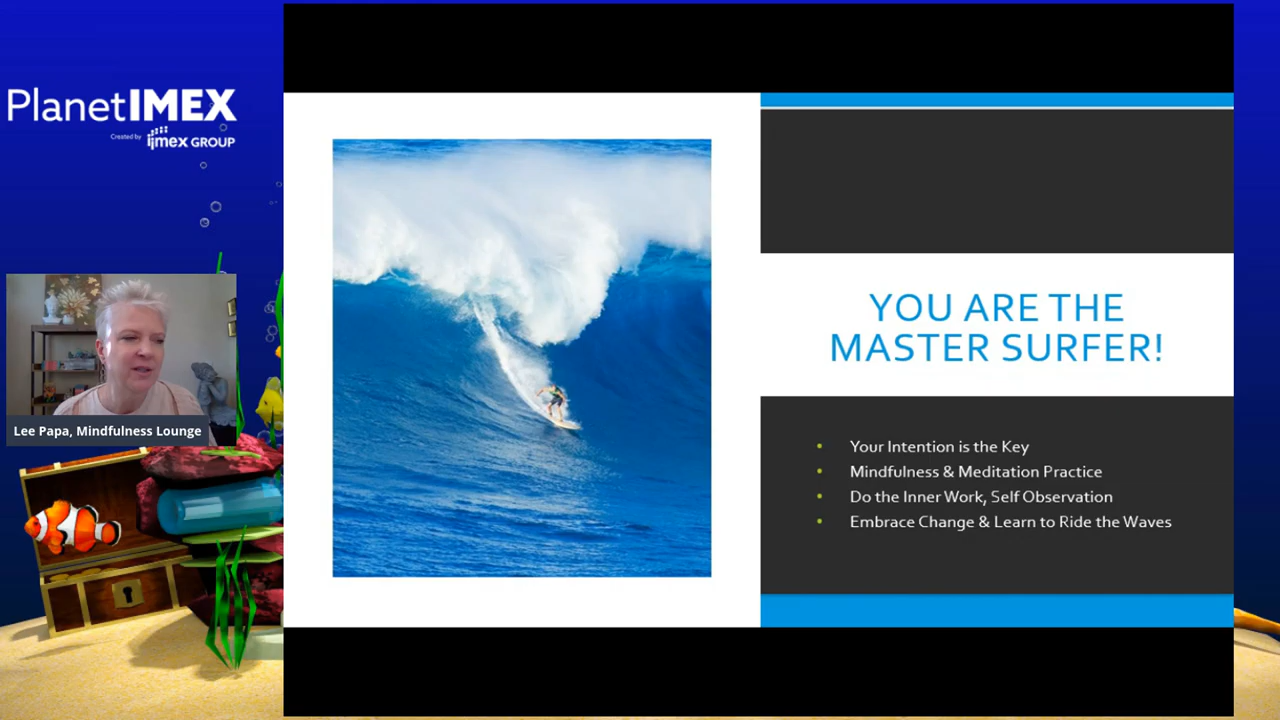 PlanetIMEX
Created by imex GROUP
Lee Papa, Mindfulness Lounge
YOU ARE THE
MASTER SURFER!
• Your Intention is the Key
• Mindfulness & Meditation Practice
• Do the Inner Work, Self Observation
• Embrace Change & Learn to Ride the Waves